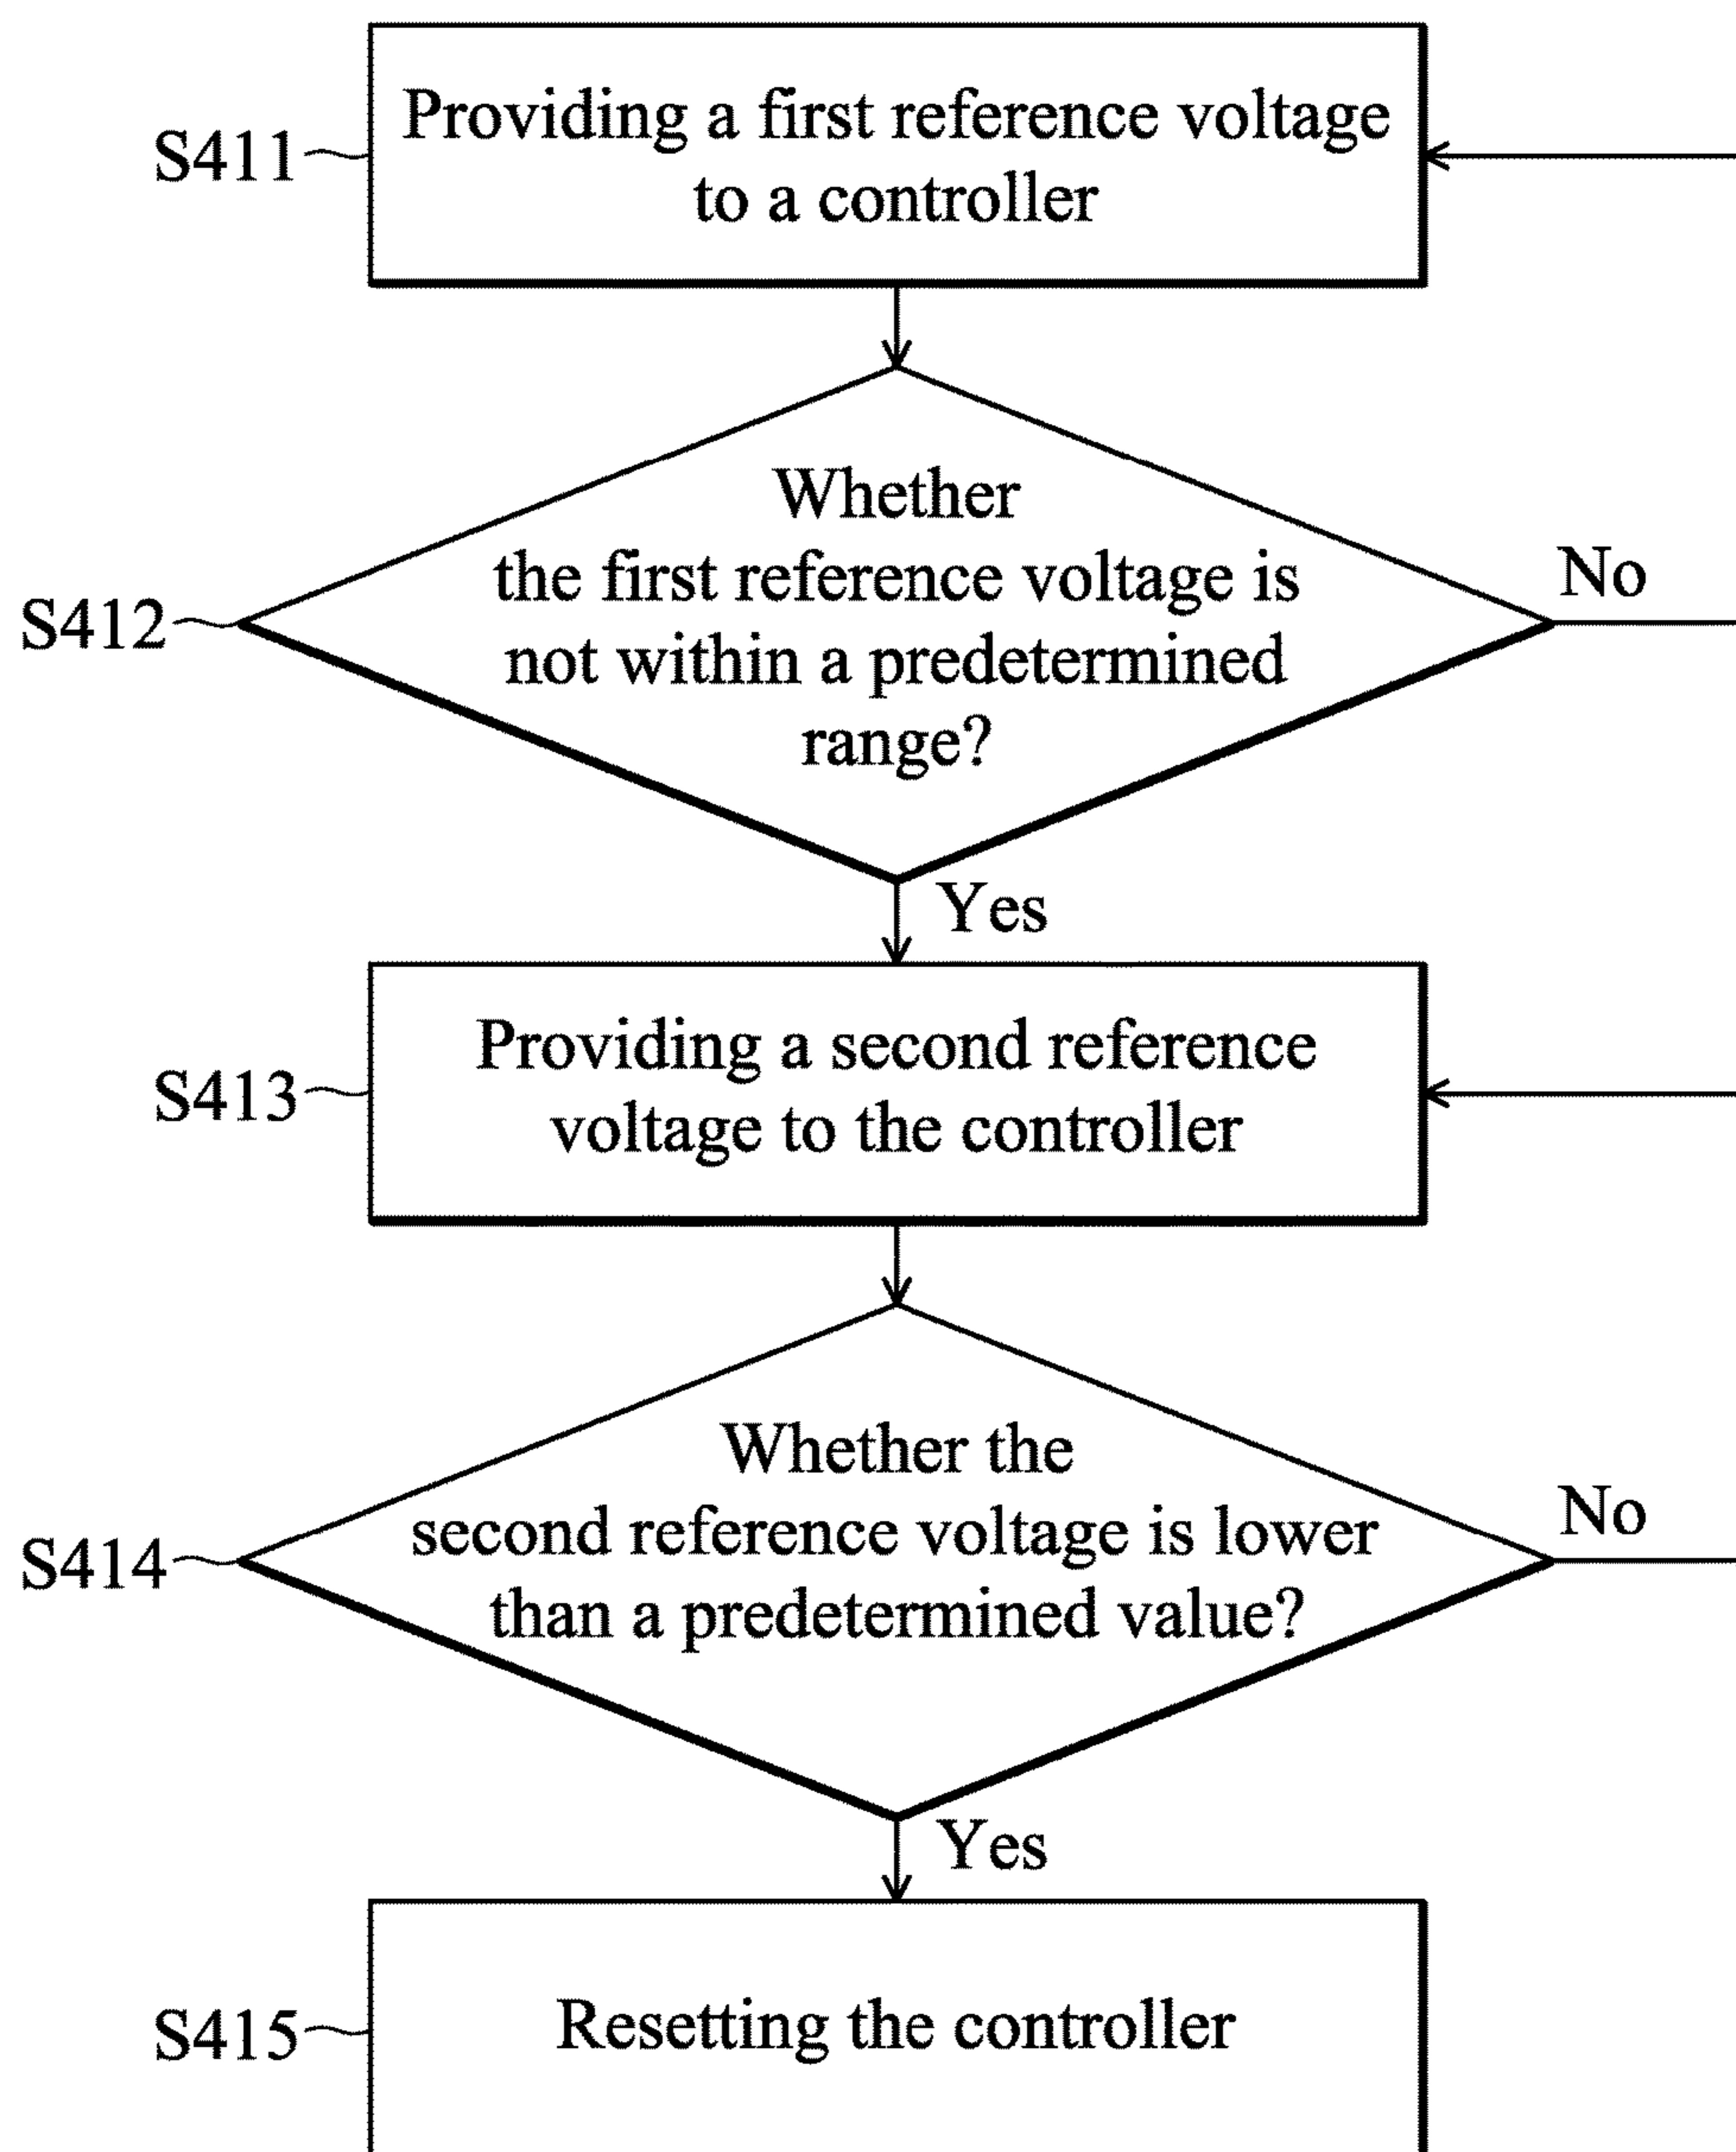 Providing a first reference voltage
to a controller
S411
Whether
the first reference voltage is
not within a predetermined
range?
S412
No
Yes
Providing a second reference
voltage to the controller
S413
Whether the
second reference voltage is lower
than a predetermined value?
S414
No
Yes
Resetting the controller
S415